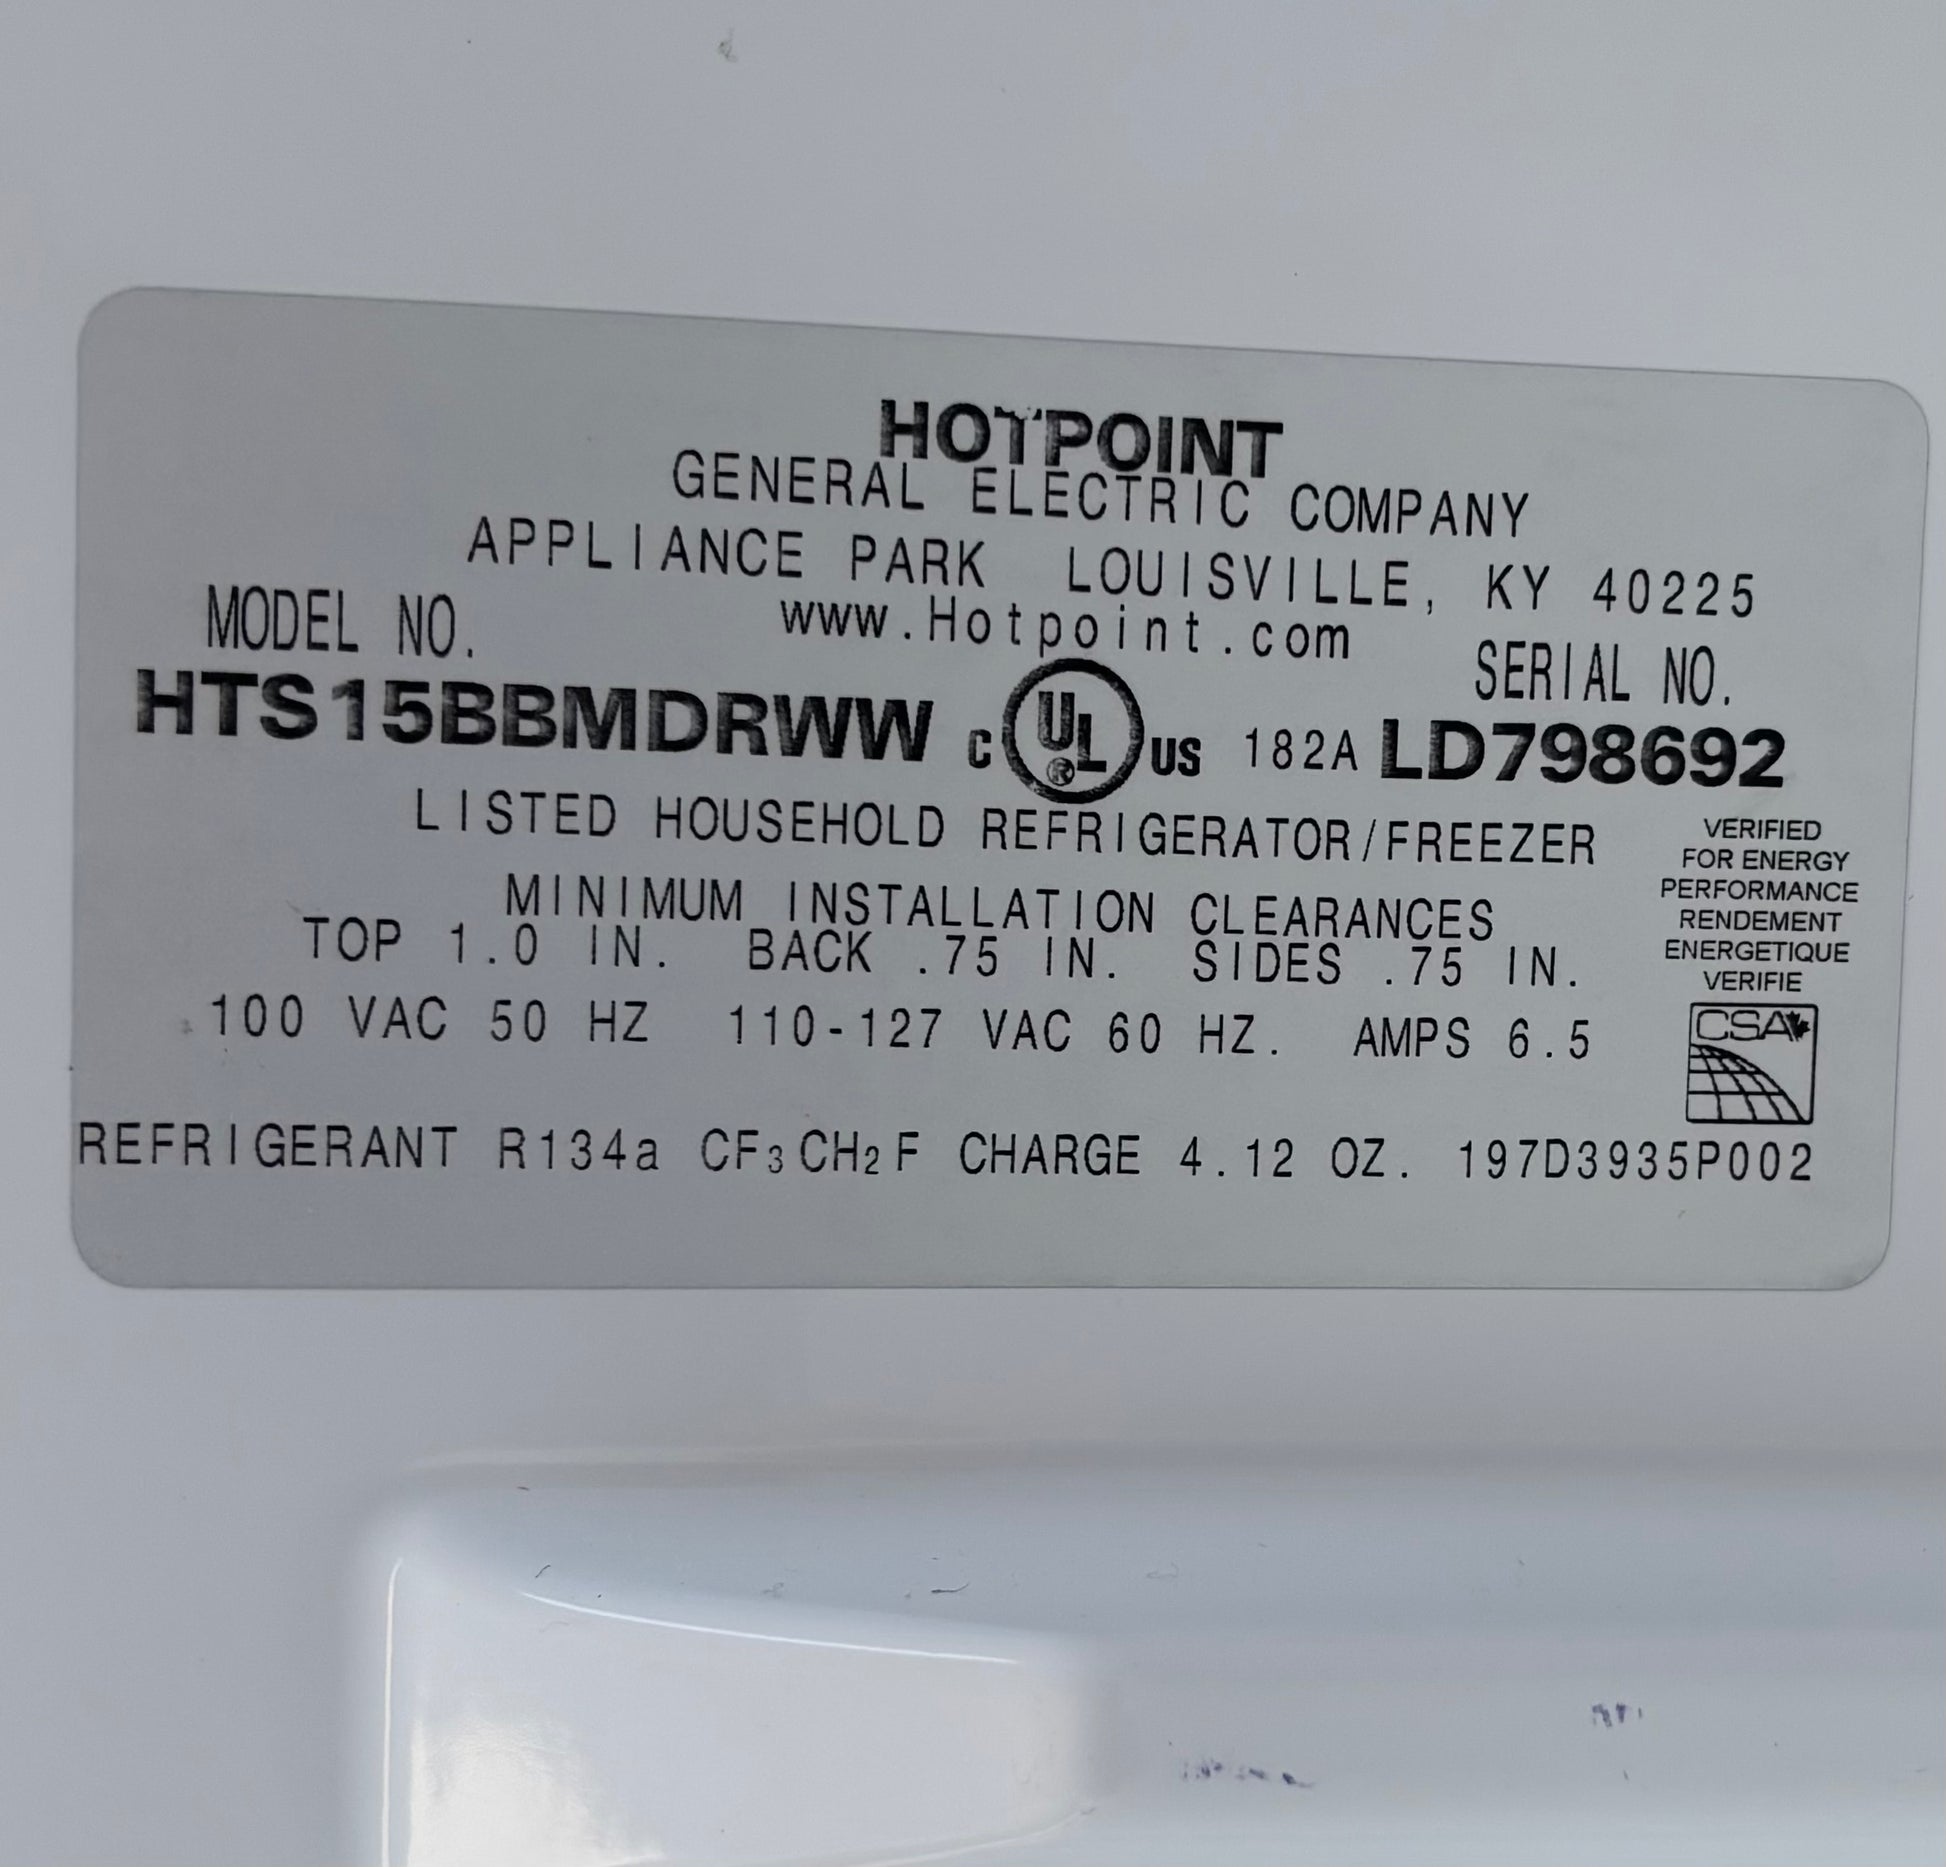 HOTPOINT
GENERAL ELECTRIC COMPANY
APPLIANCE PARK LOUISVILLE, KY 40225
www.Hotpoint.com
MODEL NO.
SERIAL NO.
HTS15BBMDRWW C UL ® US 182A LD798692
LISTED HOUSEHOLD REFRIGERATOR/FREEZER
MINIMUM INSTALLATION CLEARANCES
TOP 1.0 IN. BACK .75 IN. SIDES .75 IN.
100 VAC 50 HZ 110-127 VAC 60 HZ. AMPS 6.5
VERIFIED
FOR ENERGY
PERFORMANCE
RENDEMENT
ENERGETIQUE
VERIFIE
CSA
REFRIGERANT R134a CF3CH2F CHARGE 4.12 OZ. 197D3935P002